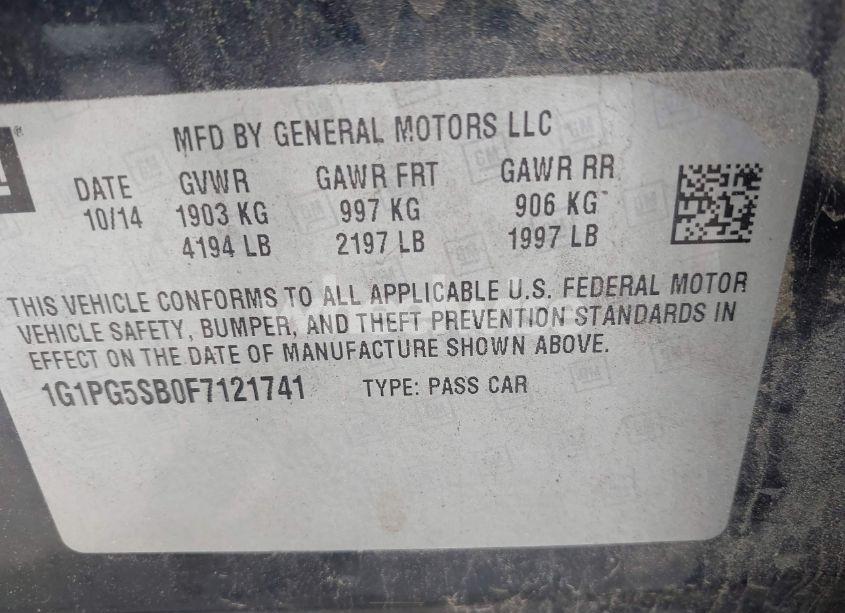 MFD BY GENERAL MOTORS LLC
DATE GVWR GAWR FRT GAWR RR
10/14 1903 KG 997 KG 906 KG
4194 LB 2197 LB 1997 LB
THIS VEHICLE CONFORMS TO ALL APPLICABLE U.S. FEDERAL MOTOR
VEHICLE SAFETY, BUMPER, AND THEFT PREVENTION STANDARDS IN
EFFECT ON THE DATE OF MANUFACTURE SHOWN ABOVE.
1G1PG5SB0F7121741 TYPE: PASS CAR